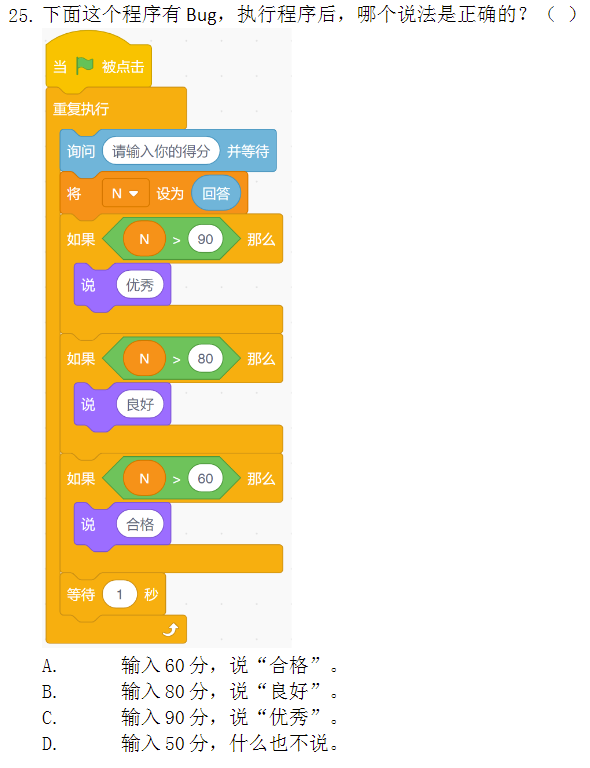 25. 下面这个程序有 Bug，执行程序后，哪个说法是正确的？（ ）
当 被点击
重复执行
询问 请输入你的得分 并等待
将 N 设为 回答
如果 N > 90 那么
说 优秀
如果 N > 80 那么
说 良好
如果 N > 60 那么
说 合格
等待 1 秒
A. 输入 60 分，说“合格”。
B. 输入 80 分，说“良好”。
C. 输入 90 分，说“优秀”。
D. 输入 50 分，什么也不说。